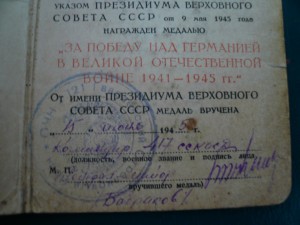 УКАЗОМ ПРЕЗИДИУМА ВЕРХОВНОГО
СОВЕТА СССР от 9 мая 1945 года
НАГРАЖДЕН МЕДАЛЬЮ
„ЗА ПОБЕДУ НАД ГЕРМАНИЕЙ
В ВЕЛИКОЙ ОТЕЧЕСТВЕННОЙ
ВОЙНЕ 1941—1945 гг.“
От имени ПРЕЗИДИУМА ВЕРХОВНОГО
СОВЕТА СССР МЕДАЛЬ ВРУЧЕНА
„15“ 194 г.
командир
(должность, воинское звание и подпись лица,
М. П.
вручившего медаль)